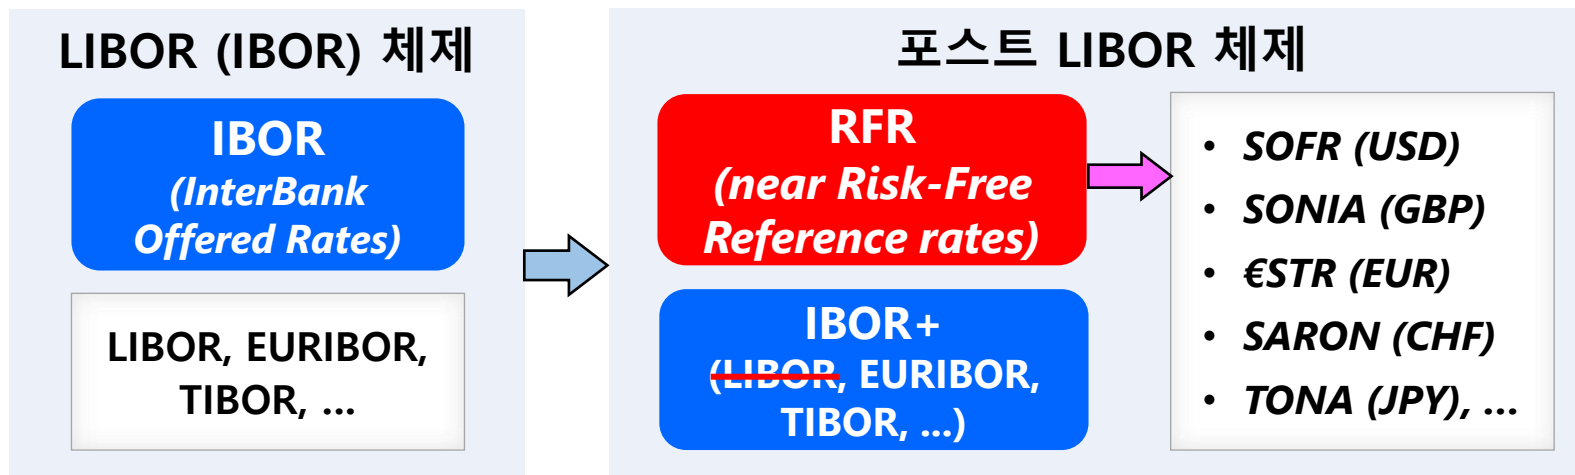 LIBOR (IBOR) 체제
IBOR
(InterBank
Offered Rates)
LIBOR, EURIBOR,
TIBOR, ...
포스트 LIBOR 체제
RFR
(near Risk-Free
Reference rates)
IBOR+
(LIBOR, EURIBOR,
TIBOR, ...)
• SOFR (USD)
• SONIA (GBP)
• €STR (EUR)
• SARON (CHF)
• TONA (JPY), ...